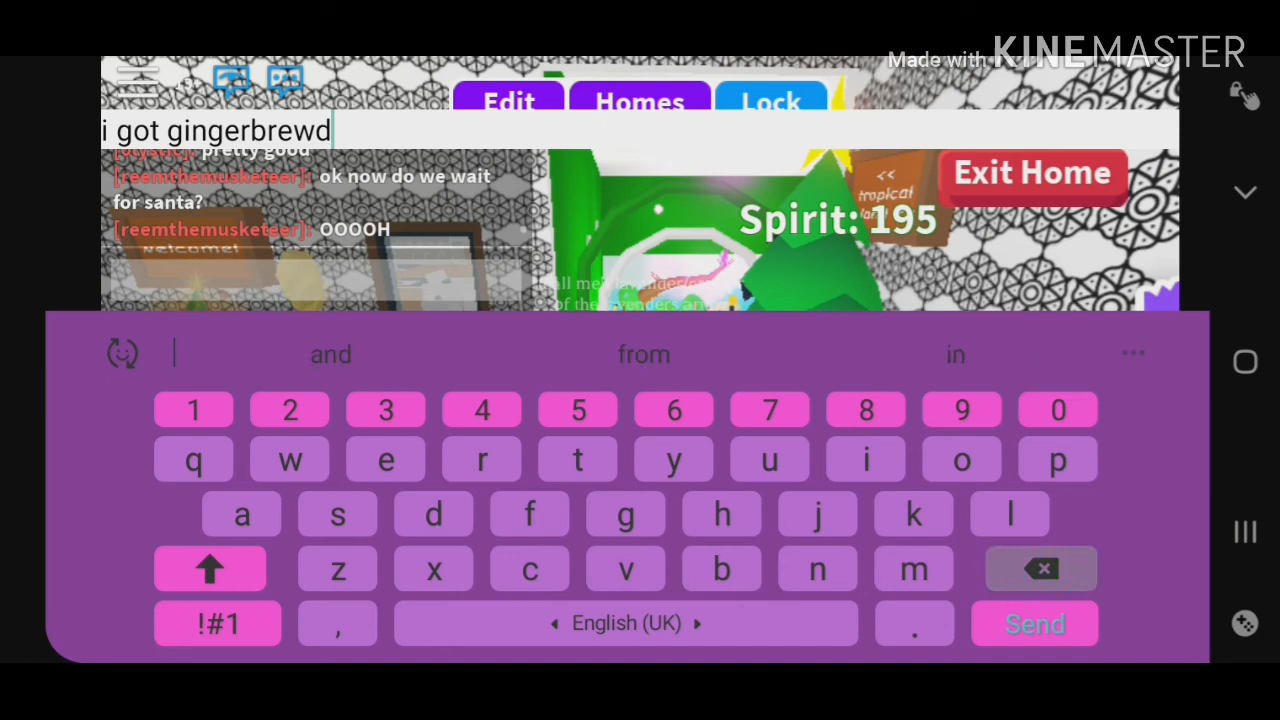 Made with KINEMASTER
Edit Homes Lock
i got gingerbrewd
pretty good
[reemthemusketeer]: ok now do we wait
for santa?
[reemthemusketeer]: OOOOH
Exit Home
<<
tropical
Spirit: 195
welcome!
and from in
1 2 3 4 5 6 7 8 9 0
q w e r t y u i o p
a s d f g h j k l
z x c v b n m
!#1 , English (UK) . Send